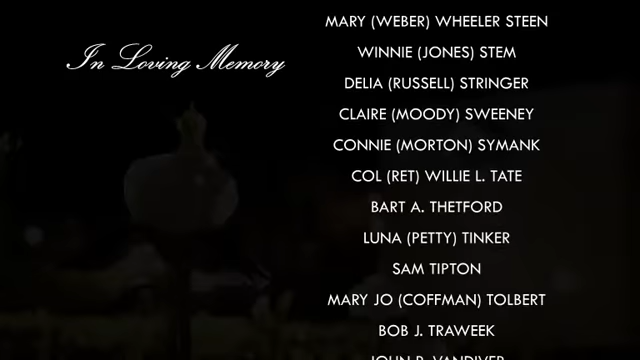 In Loving Memory
MARY (WEBER) WHEELER STEEN
WINNIE (JONES) STEM
DELIA (RUSSELL) STRINGER
CLAIRE (MOODY) SWEENEY
CONNIE (MORTON) SYMANK
COL (RET) WILLIE L. TATE
BART A. THETFORD
LUNA (PETTY) TINKER
SAM TIPTON
MARY JO (COFFMAN) TOLBERT
BOB J. TRAWEEK